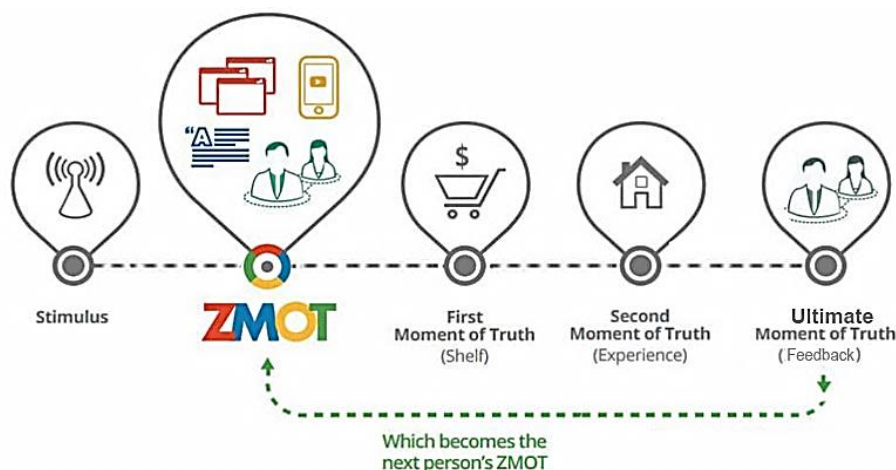 "A
$
Stimulus
ZMOT
First
Moment of Truth
(Shelf)
Second
Moment of Truth
(Experience)
Ultimate
Moment of Truth
( Feedback)
Which becomes the
next person's ZMOT